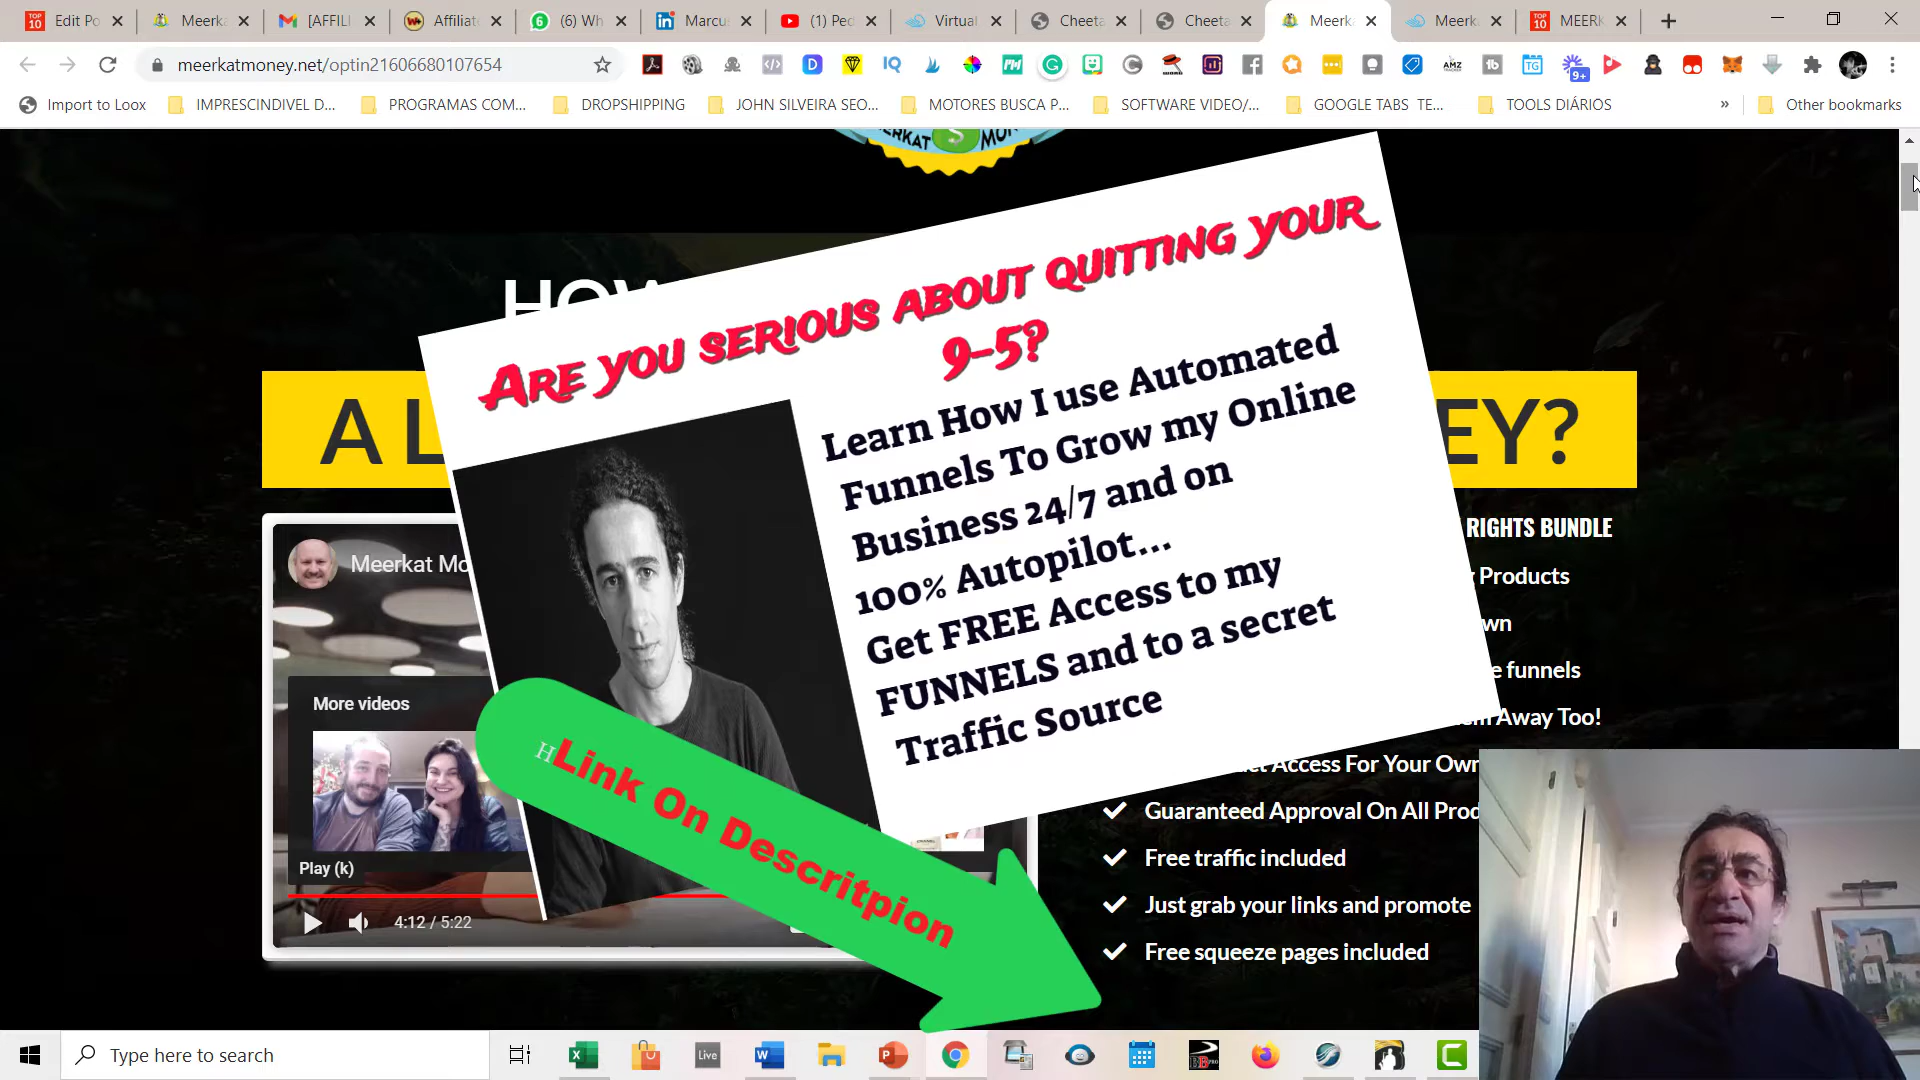 Edit Po
Meerka
[AFFILI
Affiliate
(6) Wh
Marcu
(1) Ped
Virtual
Cheeta
Cheeta
Meerka
Meerk
MEERK
meerkatmoney.net/optin21606680107654
Import to Loox
IMPRESCINDIVEL D...
PROGRAMAS COM...
DROPSHIPPING
JOHN SILVEIRA SEO...
MOTORES BUSCA P...
SOFTWARE VIDEO/...
GOOGLE TABS TE...
TOOLS DIÁRIOS
»
Other bookmarks
HOW
A L
EY?
Are you serious about quitting your
9-5?
Learn How I use Automated
Funnels To Grow my Online
Business 24/7 and on
100% Autopilot...
Get FREE Access to my
FUNNELS and to a secret
Traffic Source
Meerkat Mo
More videos
Play (k)
4:12 / 5:22
HLink On Descritpion
RIGHTS BUNDLE
Products
wn
e funnels
Away Too!
Access For Your Own
Guaranteed Approval On All Prod
Free traffic included
Just grab your links and promote
Free squeeze pages included
Type here to search